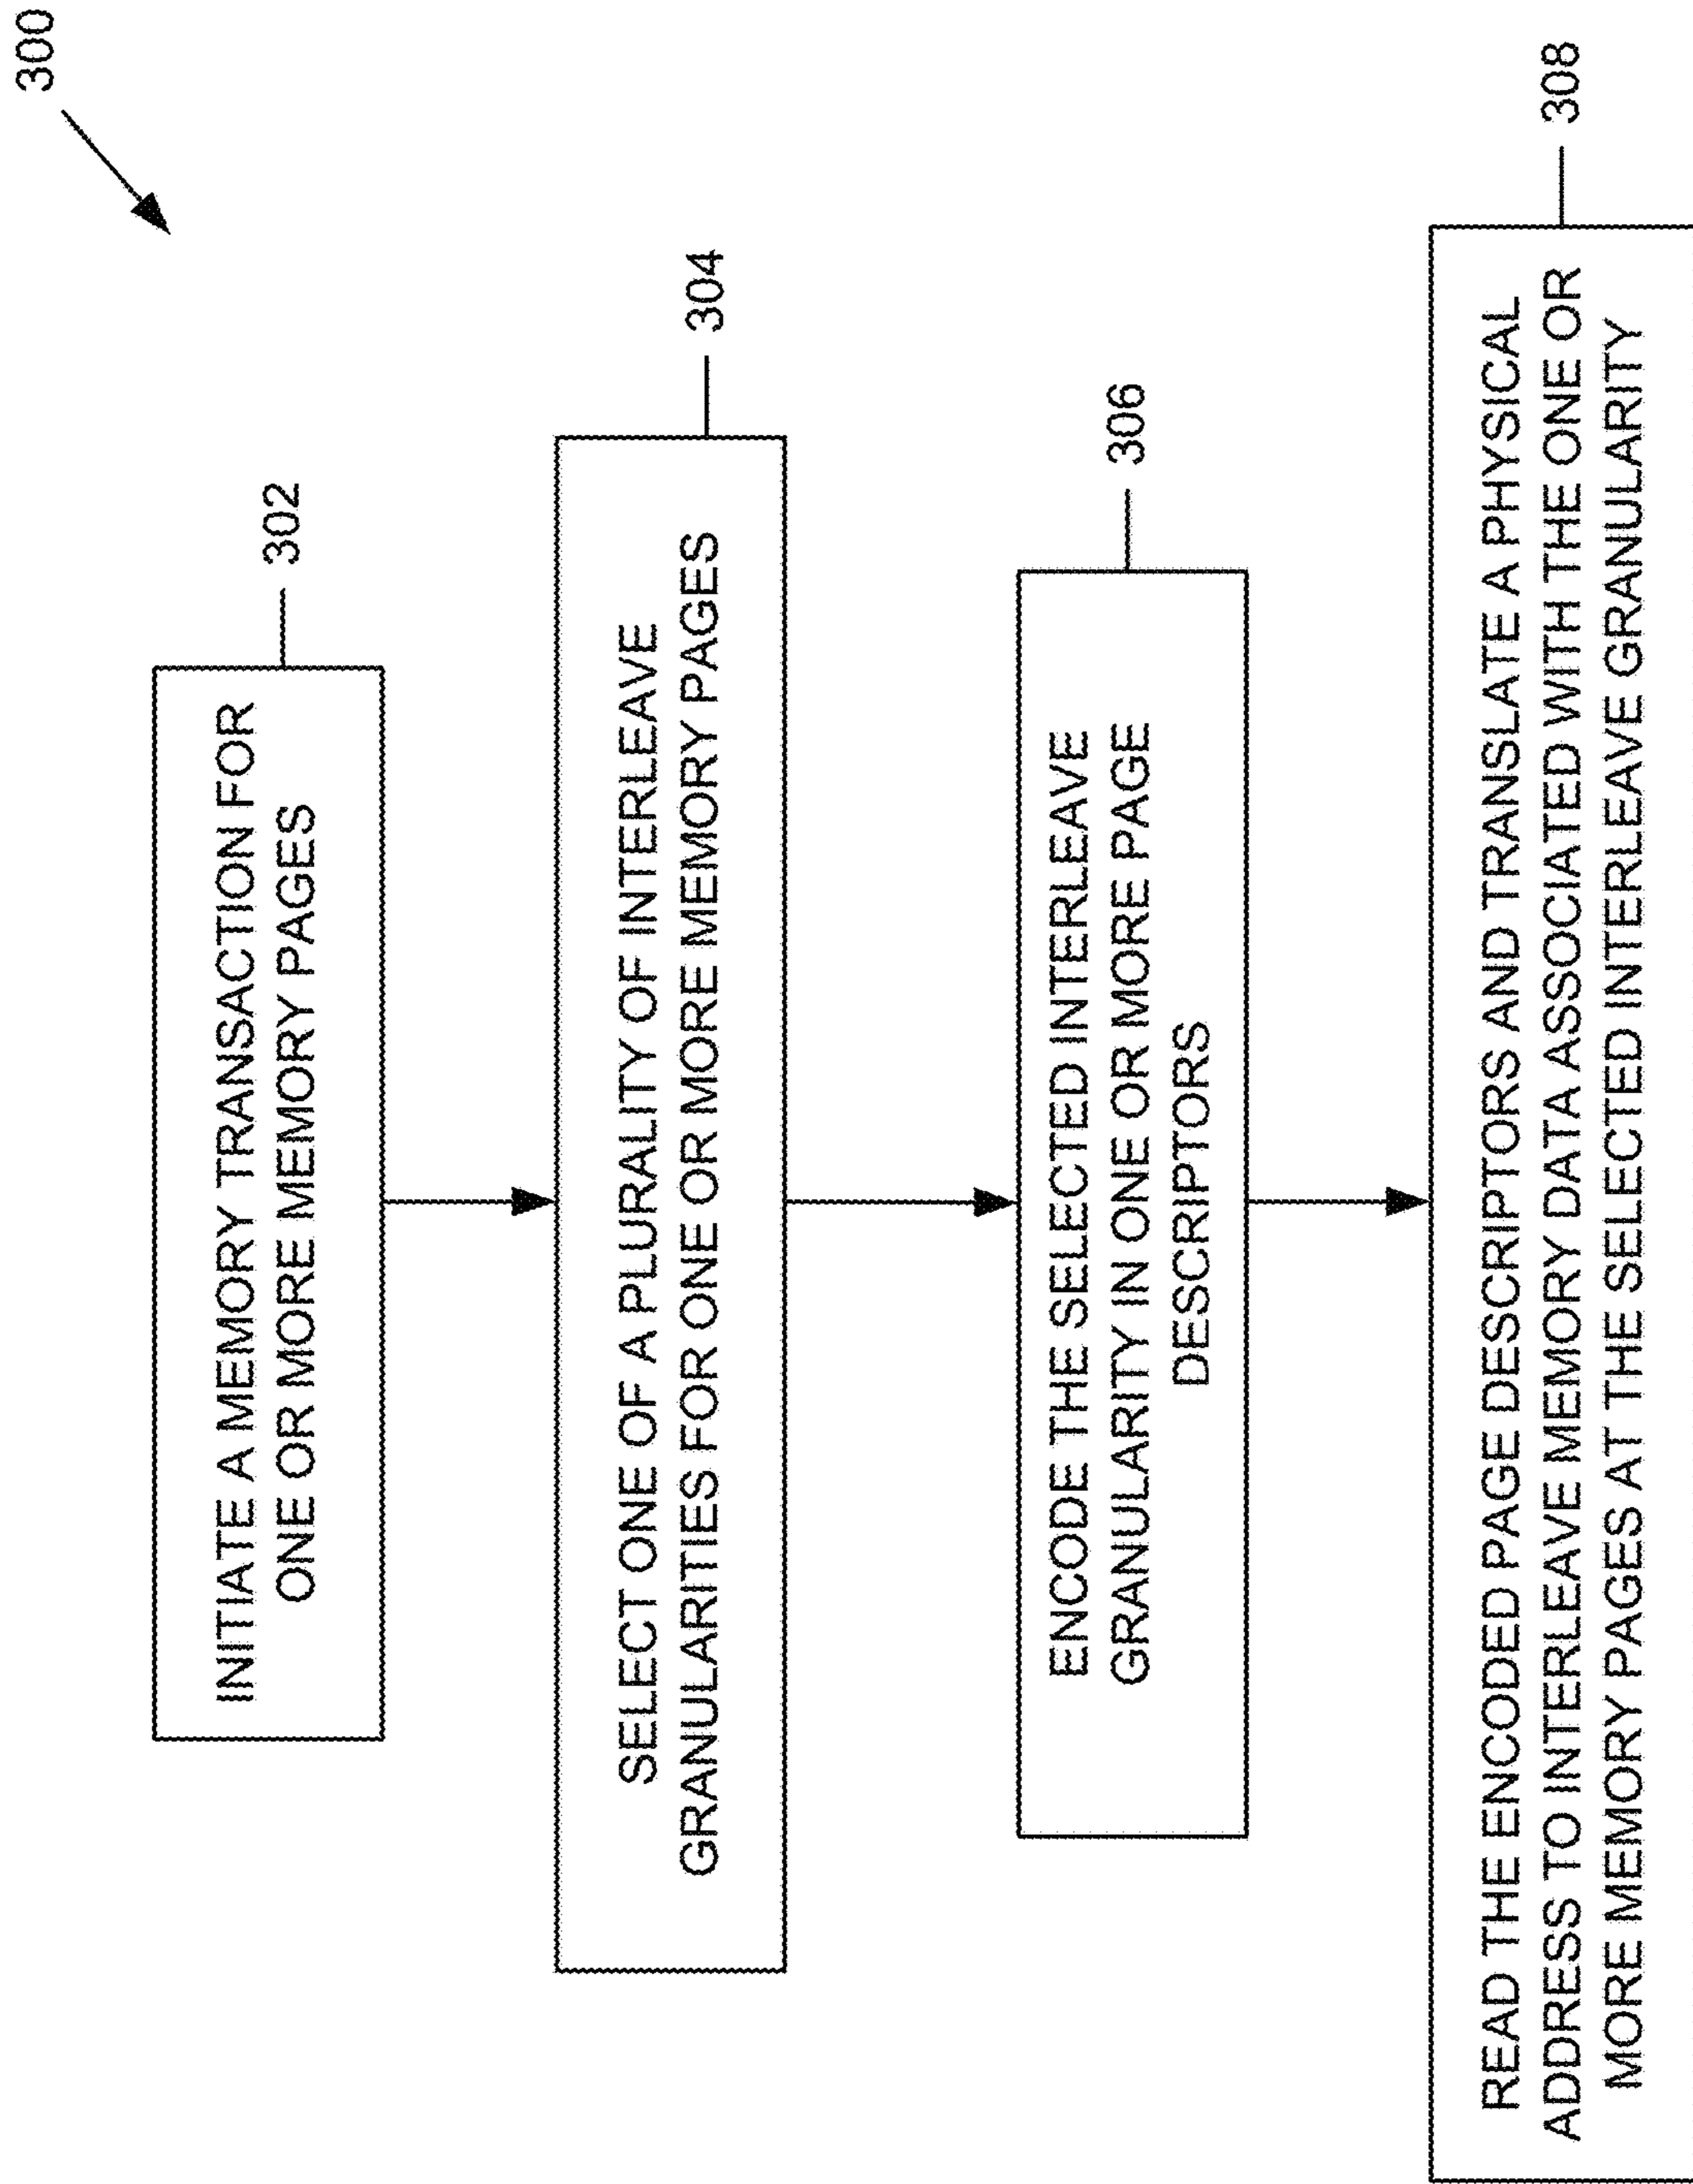 300
INITIATE A MEMORY TRANSACTION FOR
ONE OR MORE MEMORY PAGES
302
SELECT ONE OF A PLURALITY OF INTERLEAVE
GRANULARITIES FOR ONE OR MORE MEMORY PAGES
304
ENCODE THE SELECTED INTERLEAVE
GRANULARITY IN ONE OR MORE PAGE
DESCRIPTORS
306
READ THE ENCODED PAGE DESCRIPTORS AND TRANSLATE A PHYSICAL
ADDRESS TO INTERLEAVE MEMORY DATA ASSOCIATED WITH THE ONE OR
MORE MEMORY PAGES AT THE SELECTED INTERLEAVE GRANULARITY
308